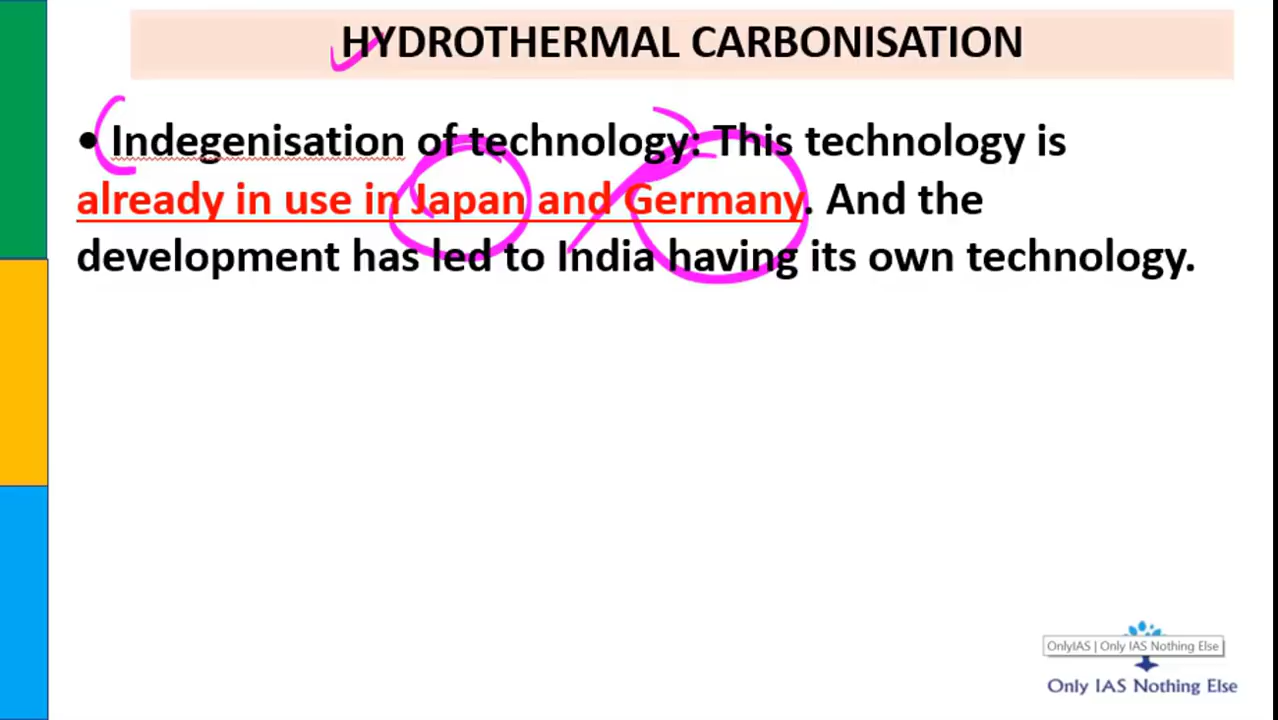 HYDROTHERMAL CARBONISATION
• Indegenisation of technology: This technology is
already in use in Japan and Germany. And the
development has led to India having its own technology.
OnlyIAS | Only IAS Nothing Else
Only IAS Nothing Else